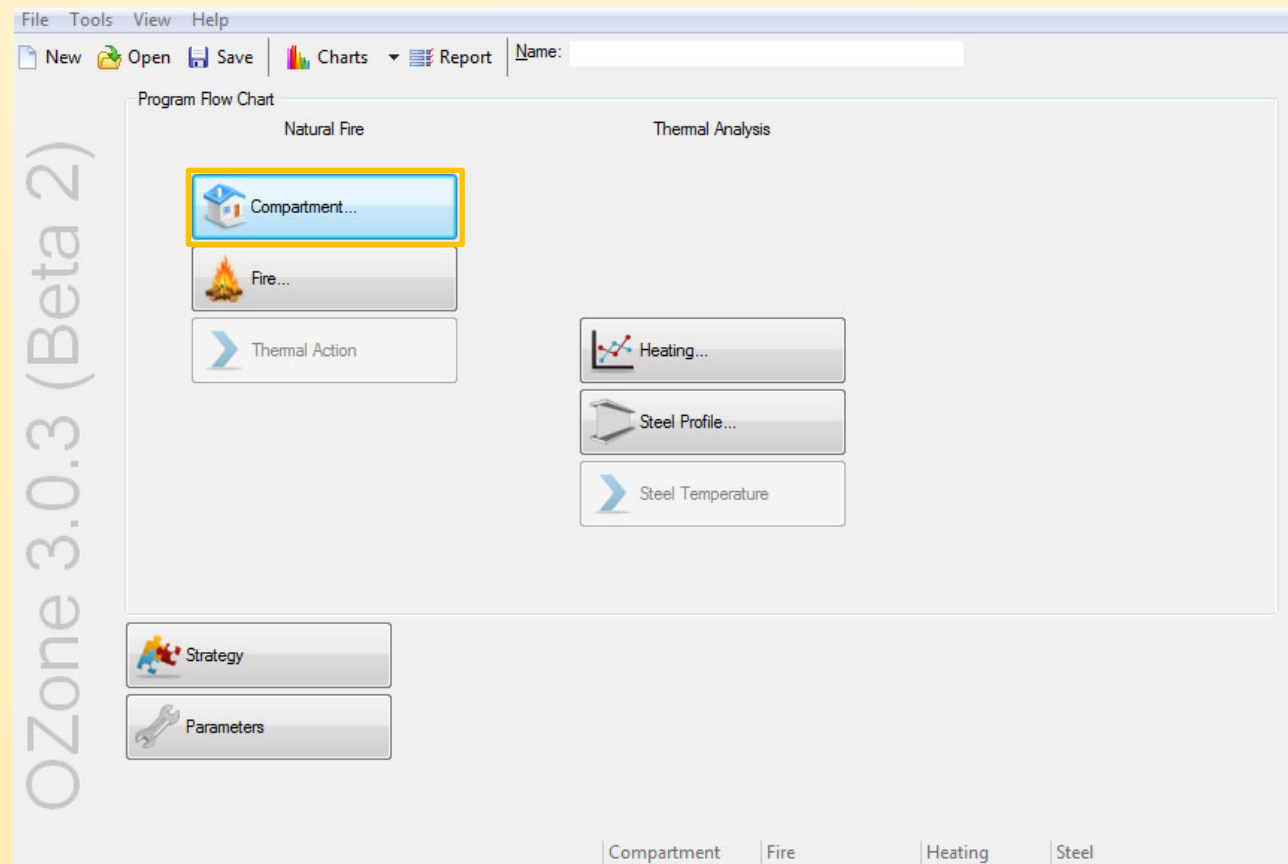 File Tools View Help
New Open Save Charts Report Name:
Program Flow Chart
Natural Fire Thermal Analysis
Compartment...
Fire...
Thermal Action Heating...
Steel Profile...
Steel Temperature
Strategy
Parameters
OZone 3.0.3 (Beta 2)
Compartment Fire Heating Steel